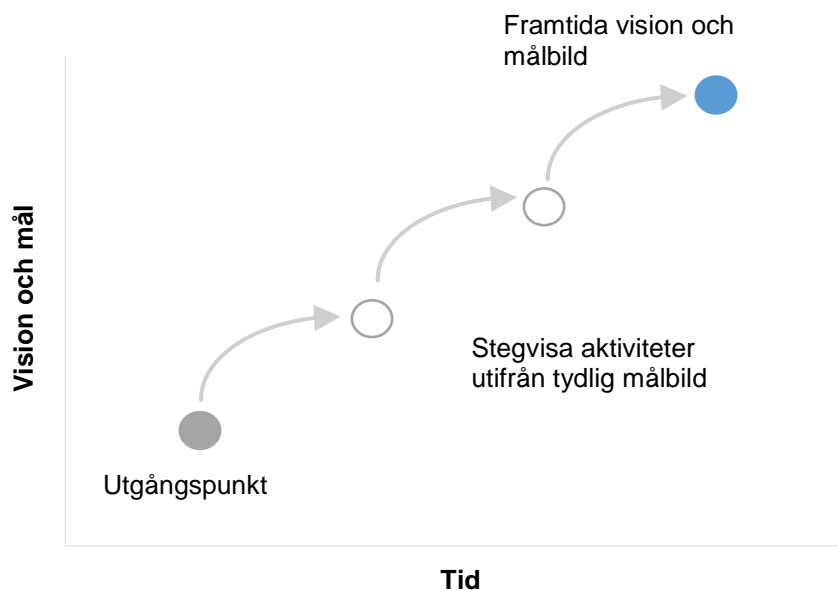 Framtida vision och
målbild
Vision och mål
Stegvisa aktiviteter
utifrån tydlig målbild
Utgångspunkt
Tid